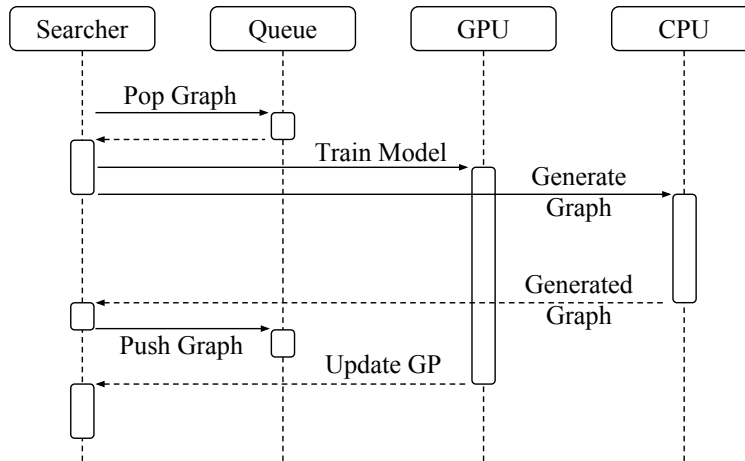 Searcher
Queue
GPU
CPU
Pop Graph
Train Model
Generate
Graph
Generated
Graph
Push Graph
Update GP